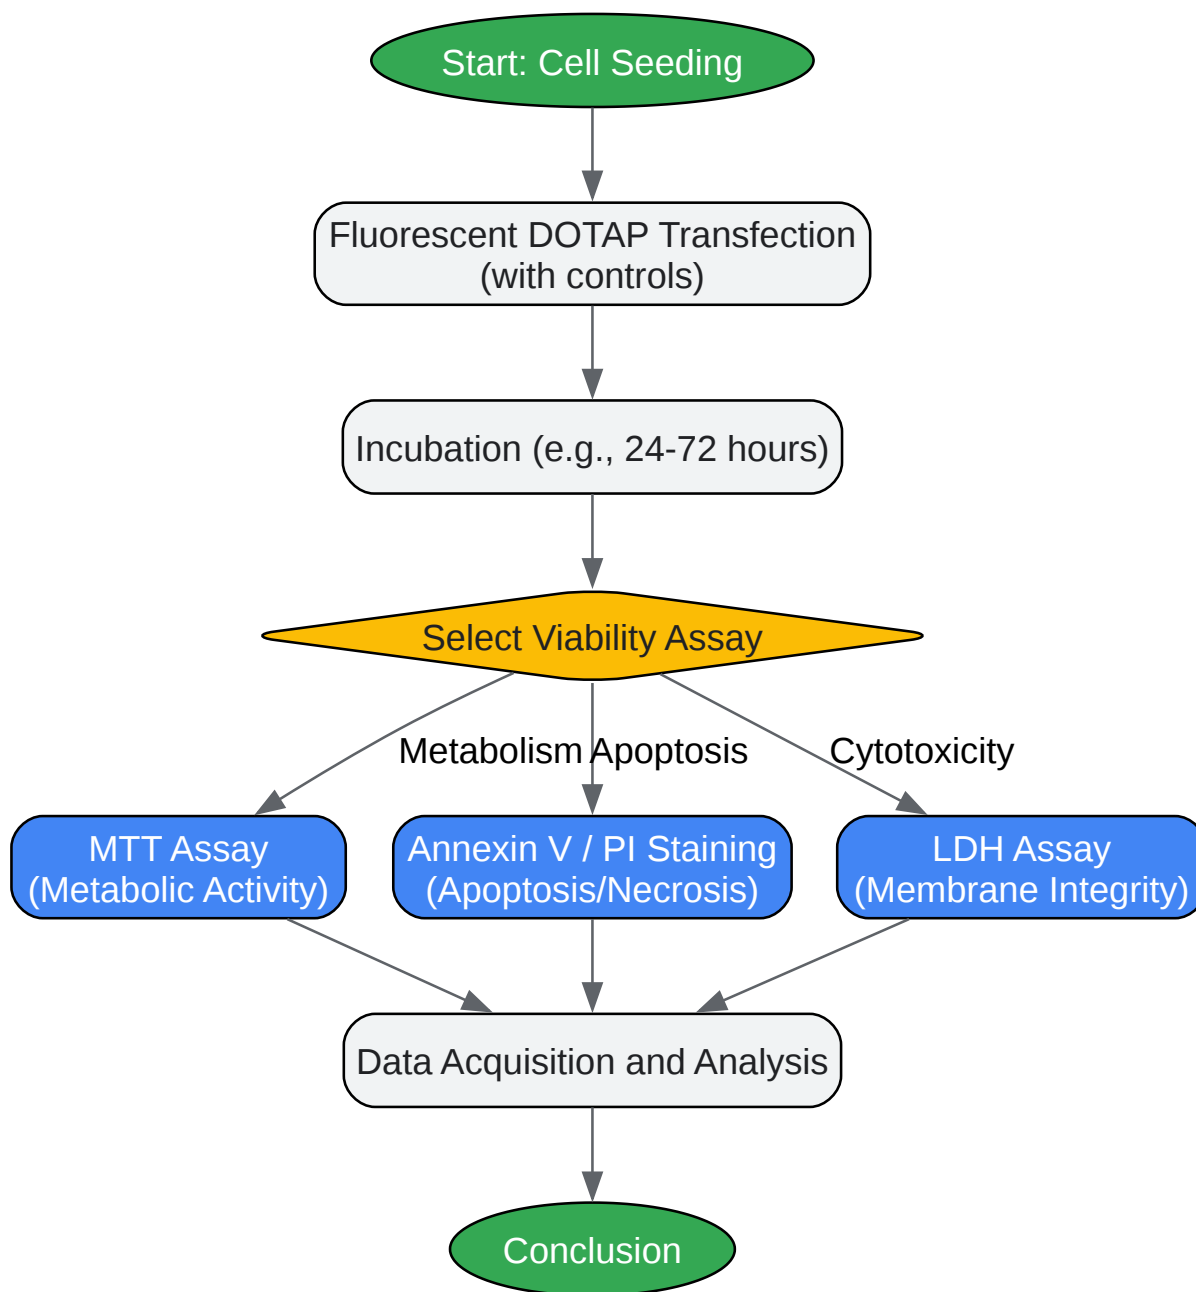 Start: Cell Seeding
Fluorescent DOTAP Transfection
(with controls)
Incubation (e.g., 24-72 hours)
Select Viability Assay
Metabolism
Apoptosis
Cytotoxicity
MTT Assay
(Metabolic Activity)
Annexin V / PI Staining
(Apoptosis/Necrosis)
LDH Assay
(Membrane Integrity)
Data Acquisition and Analysis
Conclusion